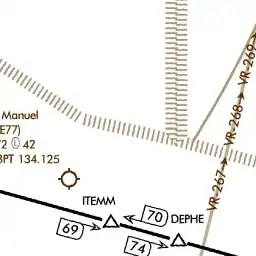 VR-269
VR-268
VR-267
Manuel
E77)
2 Ⓛ 42
BPT 134.125
ITEMM
70
DEPHE
69
74